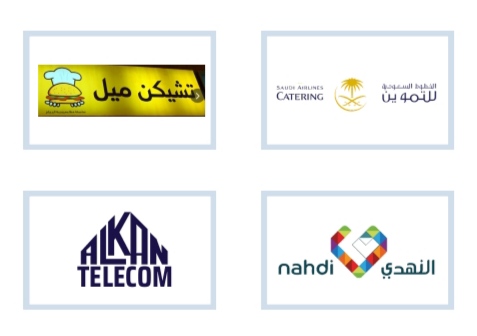 تشيكن ميل
SAUDI AIRLINES
CATERING
الخطوط السعودية
للتموين
ALKAN
TELECOM
nahdi
النهدي